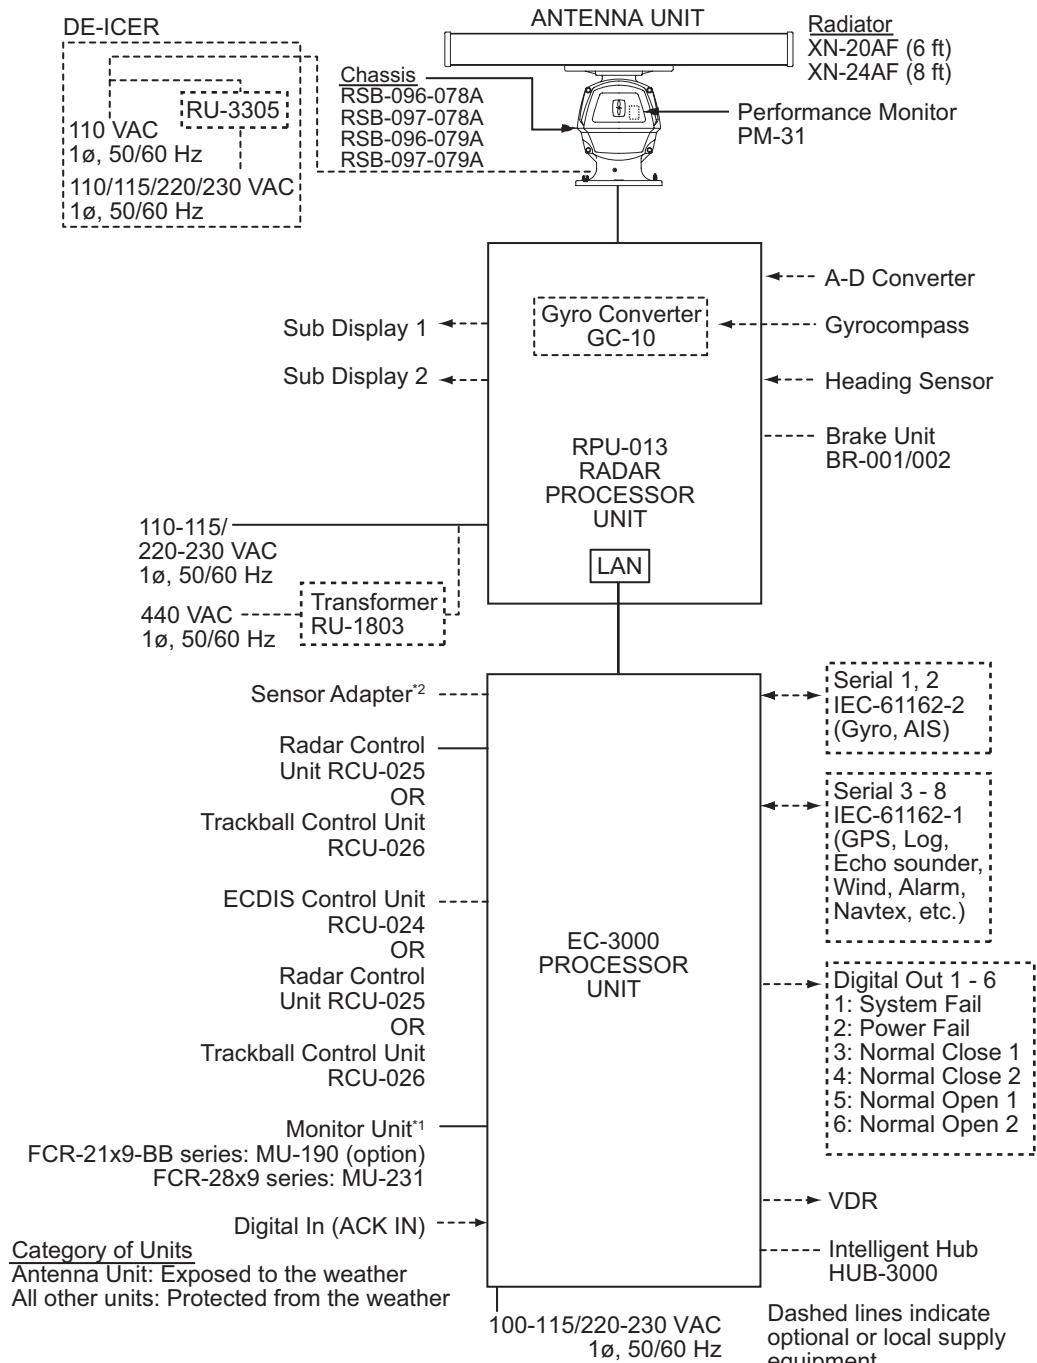 DE-ICER
ANTENNA UNIT
Radiator
XN-20AF (6 ft)
XN-24AF (8 ft)
Chassis
RSB-096-078A
RSB-097-078A
RSB-096-079A
RSB-097-079A
RU-3305
110 VAC
1ø, 50/60 Hz
110/115/220/230 VAC
1ø, 50/60 Hz
Performance Monitor
PM-31
A-D Converter
Gyro Converter
GC-10
Gyrocompass
Sub Display 1
Sub Display 2
Heading Sensor
Brake Unit
BR-001/002
RPU-013
RADAR
PROCESSOR
UNIT
LAN
110-115/
220-230 VAC
1ø, 50/60 Hz
440 VAC
1ø, 50/60 Hz
Transformer
RU-1803
Sensor Adapter*2
Radar Control
Unit RCU-025
OR
Trackball Control Unit
RCU-026
ECDIS Control Unit
RCU-024
OR
Radar Control
Unit RCU-025
OR
Trackball Control Unit
RCU-026
Monitor Unit*1
FCR-21x9-BB series: MU-190 (option)
FCR-28x9 series: MU-231
Digital In (ACK IN)
EC-3000
PROCESSOR
UNIT
Serial 1, 2
IEC-61162-2
(Gyro, AIS)
Serial 3 - 8
IEC-61162-1
(GPS, Log,
Echo sounder,
Wind, Alarm,
Navtex, etc.)
Digital Out 1 - 6
1: System Fail
2: Power Fail
3: Normal Close 1
4: Normal Close 2
5: Normal Open 1
6: Normal Open 2
VDR
Intelligent Hub
HUB-3000
Category of Units
Antenna Unit: Exposed to the weather
All other units: Protected from the weather
100-115/220-230 VAC
1ø, 50/60 Hz
Dashed lines indicate
optional or local supply
equipment